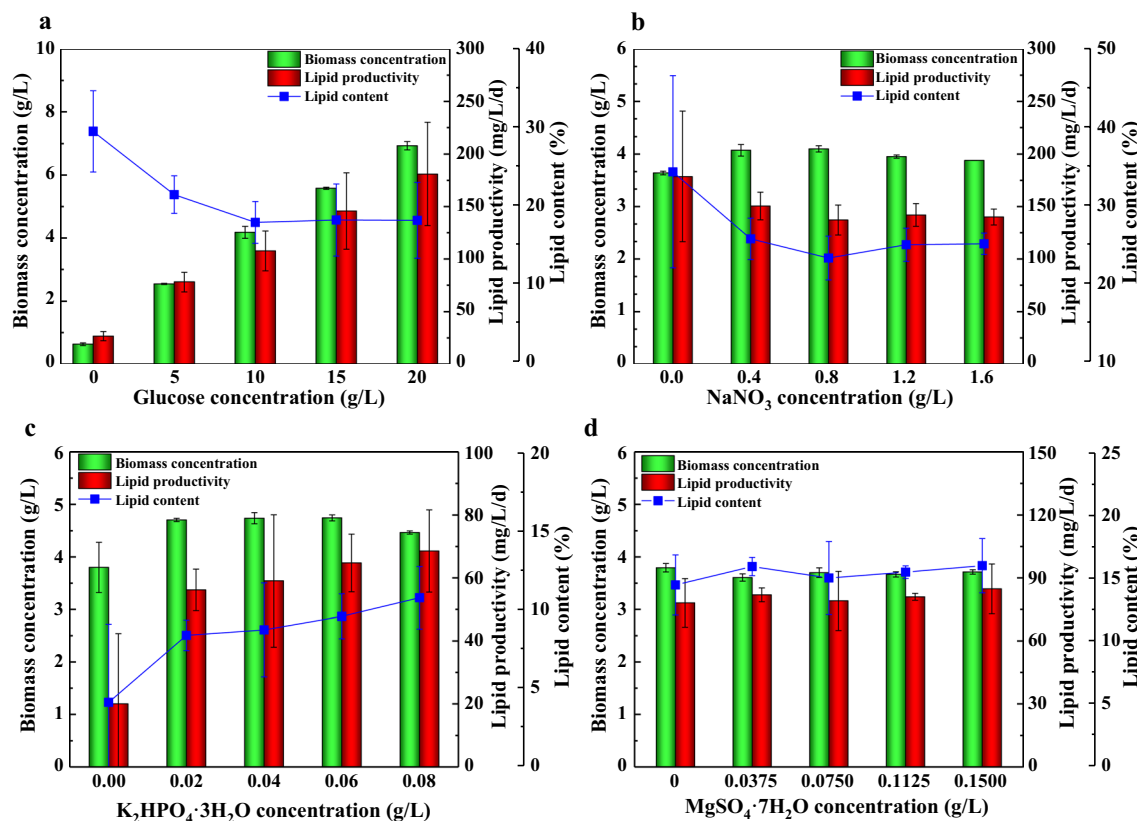 a
Biomass concentration (g/L)
10
8
6
4
2
0
Biomass concentration
Lipid productivity
Lipid content
300
250
200
150
100
50
0
Lipid productivity (mg/L/d)
40
30
20
10
0
Lipid content (%)
0 5 10 15 20
Glucose concentration (g/L)
b
Biomass concentration (g/L)
6
5
4
3
2
1
0
Biomass concentration
Lipid productivity
Lipid content
300
250
200
150
100
50
0
Lipid productivity (mg/L/d)
50
40
30
20
10
Lipid content (%)
0.0 0.4 0.8 1.2 1.6
NaNO₃ concentration (g/L)
c
Biomass concentration (g/L)
6
5
4
3
2
1
0
Biomass concentration
Lipid productivity
Lipid content
100
80
60
40
20
0
Lipid productivity (mg/L/d)
20
15
10
5
0
Lipid content (%)
0.00 0.02 0.04 0.06 0.08
K₂HPO₄·3H₂O concentration (g/L)
d
Biomass concentration (g/L)
6
5
4
3
2
1
0
Biomass concentration
Lipid productivity
Lipid content
150
120
90
60
30
0
Lipid productivity (mg/L/d)
25
20
15
10
5
0
Lipid content (%)
0 0.0375 0.0750 0.1125 0.1500
MgSO₄·7H₂O concentration (g/L)